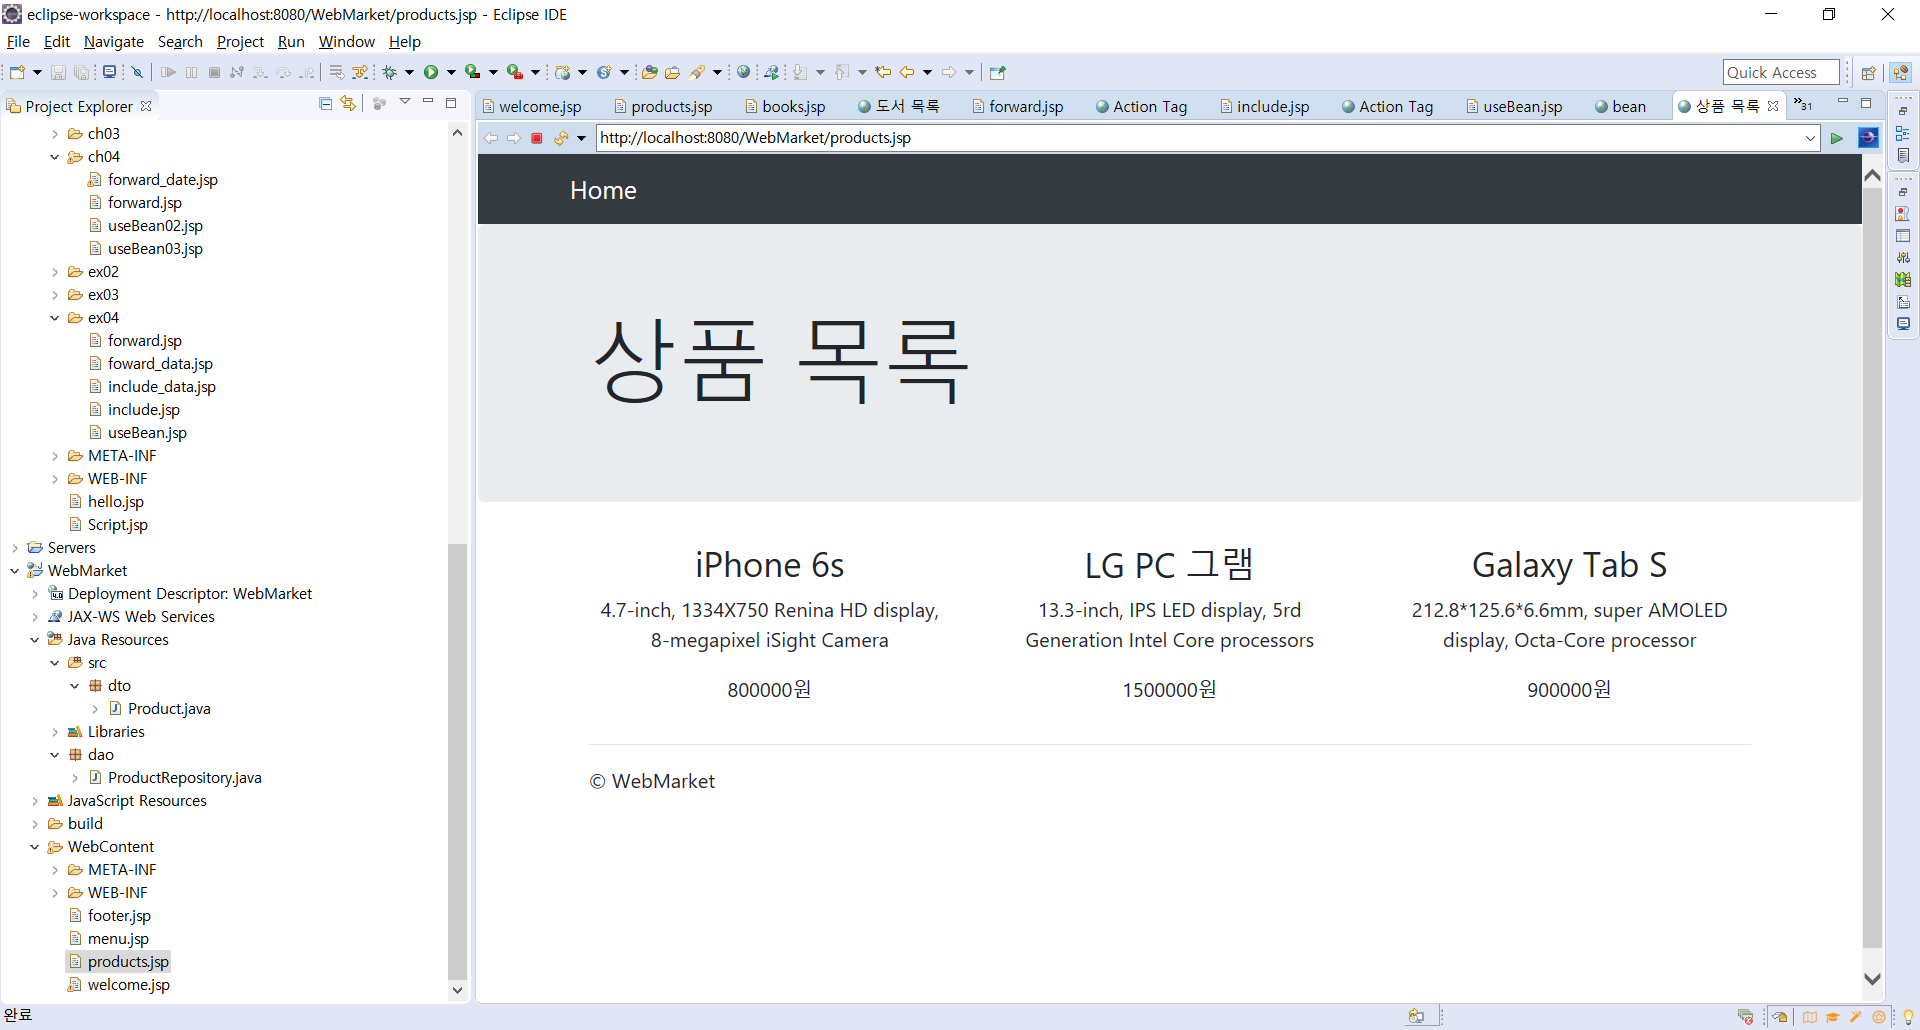 eclipse-workspace - http://localhost:8080/WebMarket/products.jsp - Eclipse IDE
File Edit Navigate Search Project Run Window Help
Quick Access
Project Explorer
welcome.jsp products.jsp books.jsp 도서 목록 forward.jsp Action Tag include.jsp Action Tag useBean.jsp bean 상품 목록 »31
http://localhost:8080/WebMarket/products.jsp
ch03
ch04
forward_date.jsp
forward.jsp
useBean02.jsp
useBean03.jsp
ex02
ex03
ex04
forward.jsp
foward_data.jsp
include_data.jsp
include.jsp
useBean.jsp
META-INF
WEB-INF
hello.jsp
Script.jsp
Servers
WebMarket
Deployment Descriptor: WebMarket
JAX-WS Web Services
Java Resources
src
dto
Product.java
Libraries
dao
ProductRepository.java
JavaScript Resources
build
WebContent
META-INF
WEB-INF
footer.jsp
menu.jsp
products.jsp
welcome.jsp
Home
상품 목록
iPhone 6s
4.7-inch, 1334X750 Renina HD display,
8-megapixel iSight Camera
800000원
LG PC 그램
13.3-inch, IPS LED display, 5rd
Generation Intel Core processors
1500000원
Galaxy Tab S
212.8*125.6*6.6mm, super AMOLED
display, Octa-Core processor
900000원
© WebMarket
완료